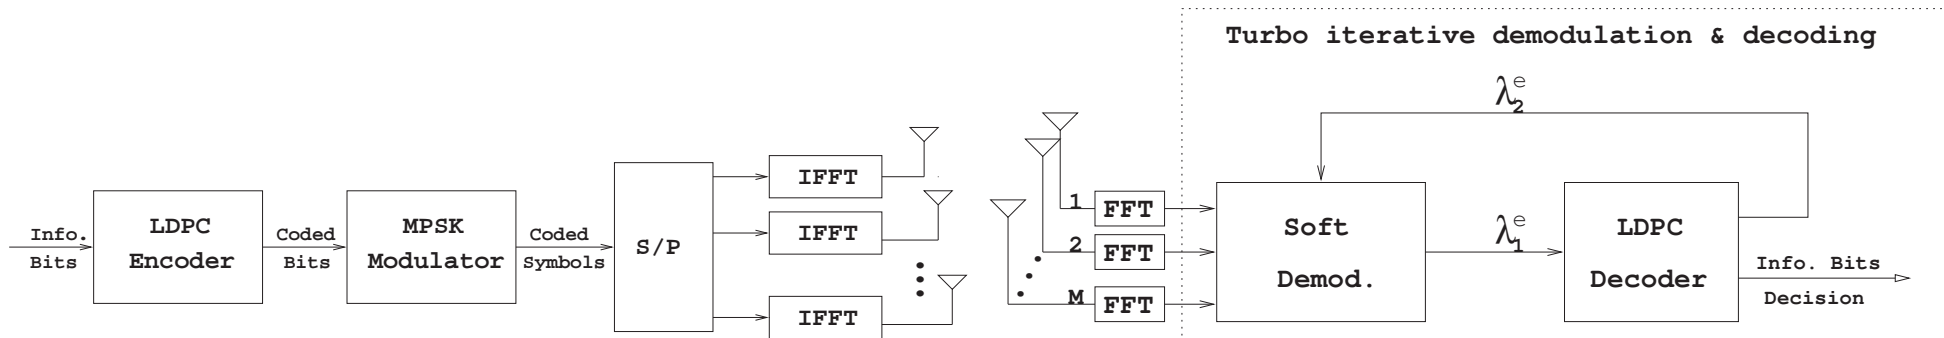 Turbo iterative demodulation & decoding
λ₂ᵉ
Info.
Bits
LDPC
Encoder
Coded
Bits
MPSK
Modulator
Coded
Symbols
S/P
IFFT
IFFT
IFFT
1
2
M
FFT
FFT
FFT
Soft
Demod.
λ₁ᵉ
LDPC
Decoder
Info. Bits
Decision